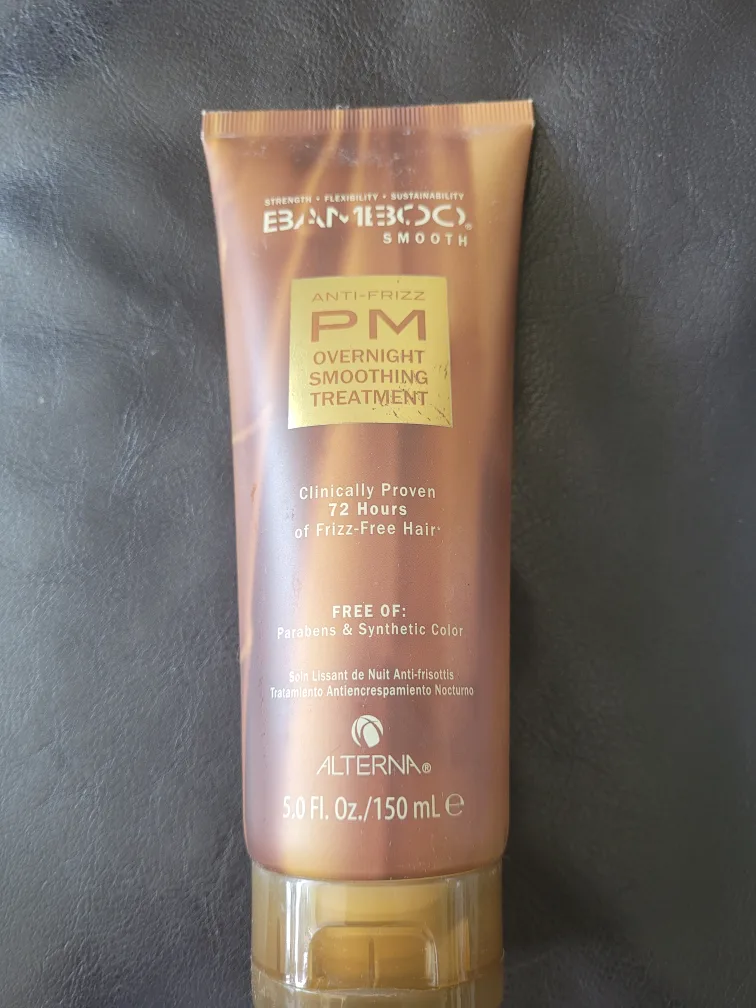 STRENGTH • FLEXIBILITY • SUSTAINABILITY
BAMBOO®
SMOOTH
ANTI-FRIZZ
PM
OVERNIGHT
SMOOTHING
TREATMENT
Clinically Proven
72 Hours
of Frizz-Free Hair*
FREE OF:
Parabens & Synthetic Color
Soin Lissant de Nuit Anti-frisottis
Tratamiento Antiencrespamiento Nocturno
ALTERNA®
5.0 Fl. Oz./150 mL ℮